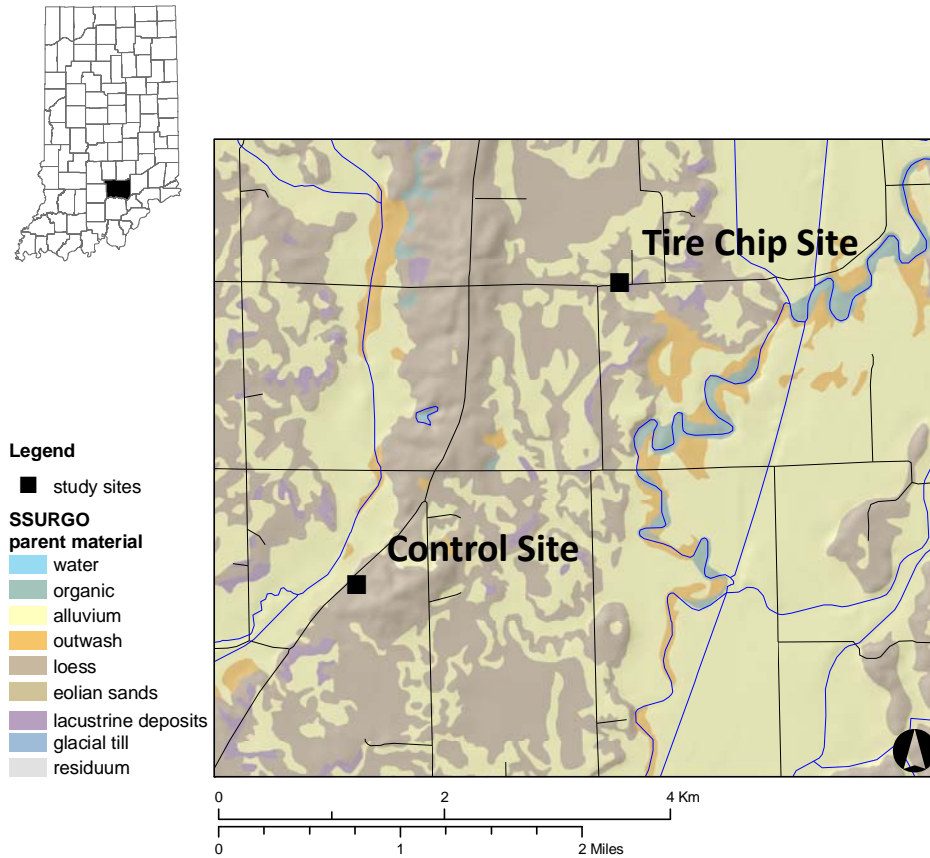 Tire Chip Site
Control Site
Legend
study sites
SSURGO
parent material
water
organic
alluvium
outwash
loess
eolian sands
lacustrine deposits
glacial till
residuum
0 2 4 Km
0 1 2 Miles